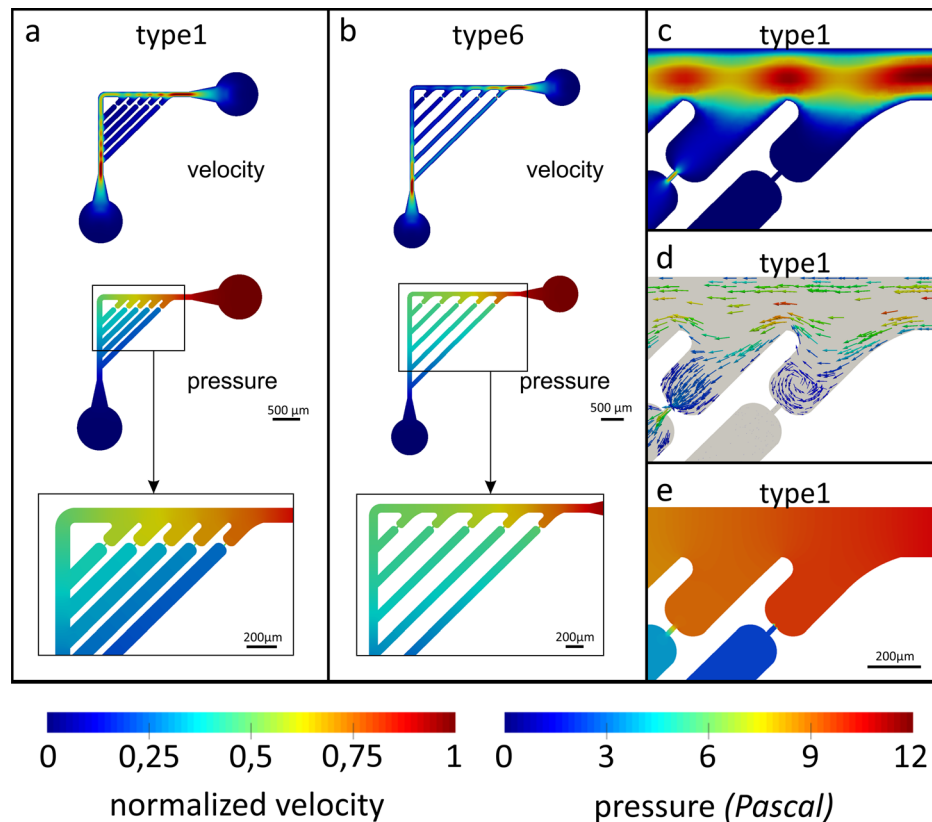 a
type1
velocity
pressure
500 µm
200µm
b
type6
velocity
pressure
500 µm
200µm
c
type1
d
type1
e
type1
200µm
0 0,25 0,5 0,75 1
normalized velocity
0 3 6 9 12
pressure (Pascal)